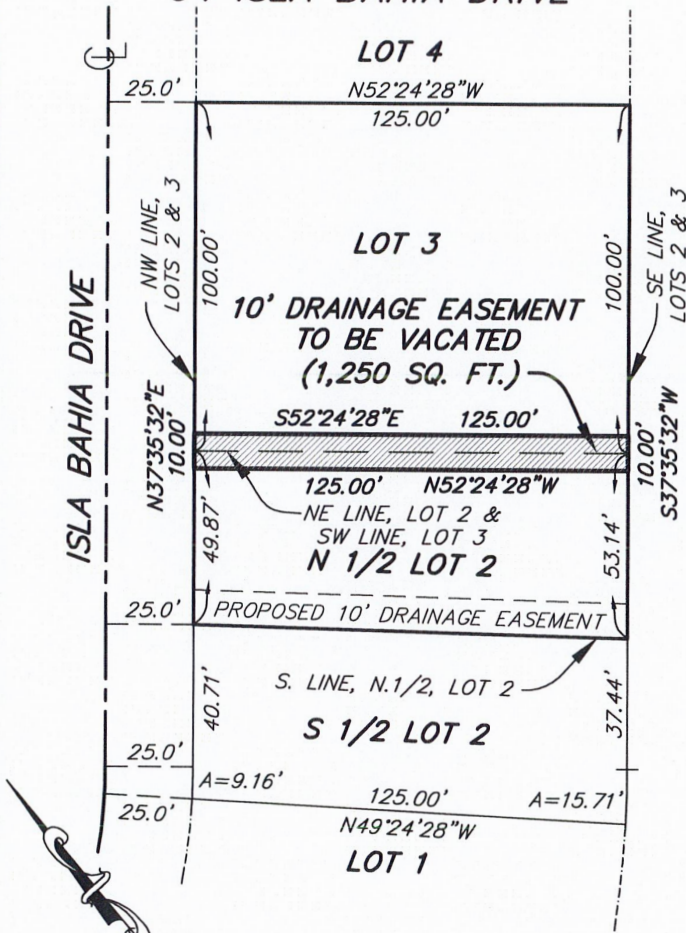 LOT 4
25.0'
N52°24'28"W
125.00'
NW LINE,
LOTS 2 & 3
100.00'
LOT 3
100.00'
SE LINE,
LOTS 2 & 3
10' DRAINAGE EASEMENT
TO BE VACATED
(1,250 SQ. FT.)
ISLA BAHIA DRIVE
N37°35'32"E
10.00'
S52°24'28"E 125.00'
10.00'
S37°35'32"W
125.00' N52°24'28"W
NE LINE, LOT 2 &
SW LINE, LOT 3
49.87'
N 1/2 LOT 2
53.14'
25.0'
PROPOSED 10' DRAINAGE EASEMENT
S. LINE, N.1/2, LOT 2
40.71'
S 1/2 LOT 2
37.44'
25.0'
A=9.16'
125.00'
A=15.71'
25.0'
N49°24'28"W
LOT 1